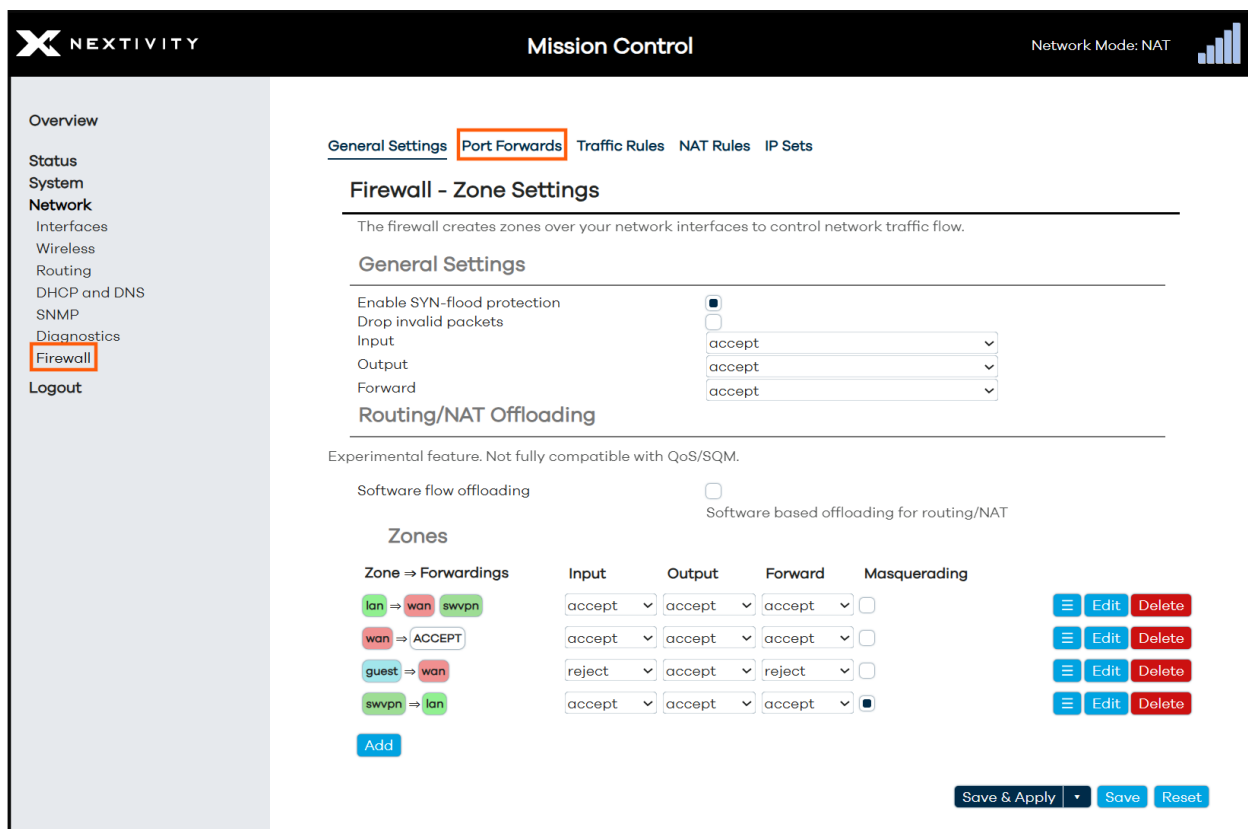 NEXTIVITY
Mission Control
Network Mode: NAT
Overview
Status
System
Network
Interfaces
Wireless
Routing
DHCP and DNS
SNMP
Diagnostics
Firewall
Logout
General Settings Port Forwards Traffic Rules NAT Rules IP Sets
Firewall - Zone Settings
The firewall creates zones over your network interfaces to control network traffic flow.
General Settings
Enable SYN-flood protection
Drop invalid packets
Input accept
Output accept
Forward accept
Routing/NAT Offloading
Experimental feature. Not fully compatible with QoS/SQM.
Software flow offloading
Software based offloading for routing/NAT
Zones
Zone ⇒ Forwardings Input Output Forward Masquerading
lan ⇒ wan swvpn accept accept accept Edit Delete
wan ⇒ ACCEPT accept accept accept Edit Delete
guest ⇒ wan reject accept reject Edit Delete
swvpn ⇒ lan accept accept accept Edit Delete
Add
Save & Apply Save Reset